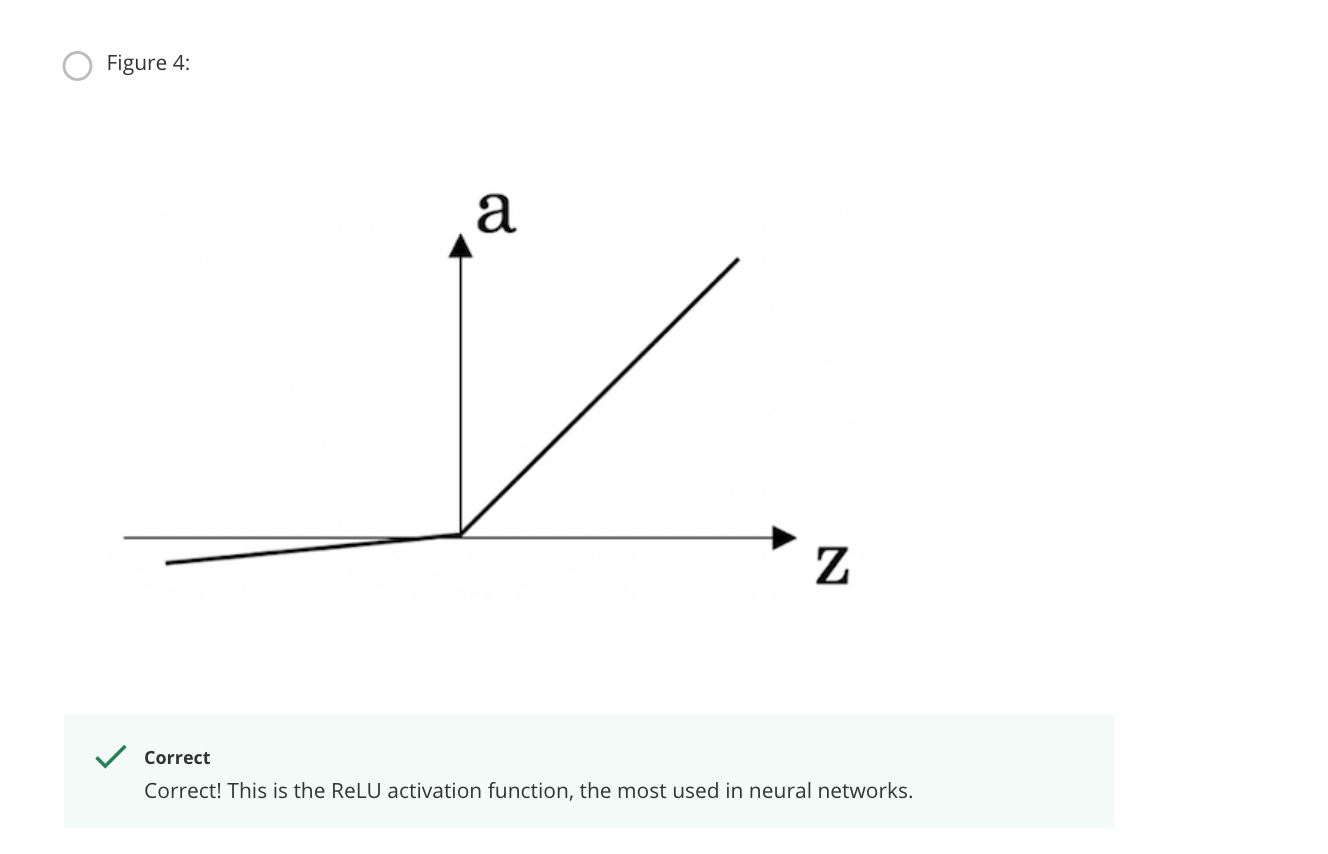 Figure 4:
a
z
Correct
Correct! This is the ReLU activation function, the most used in neural networks.